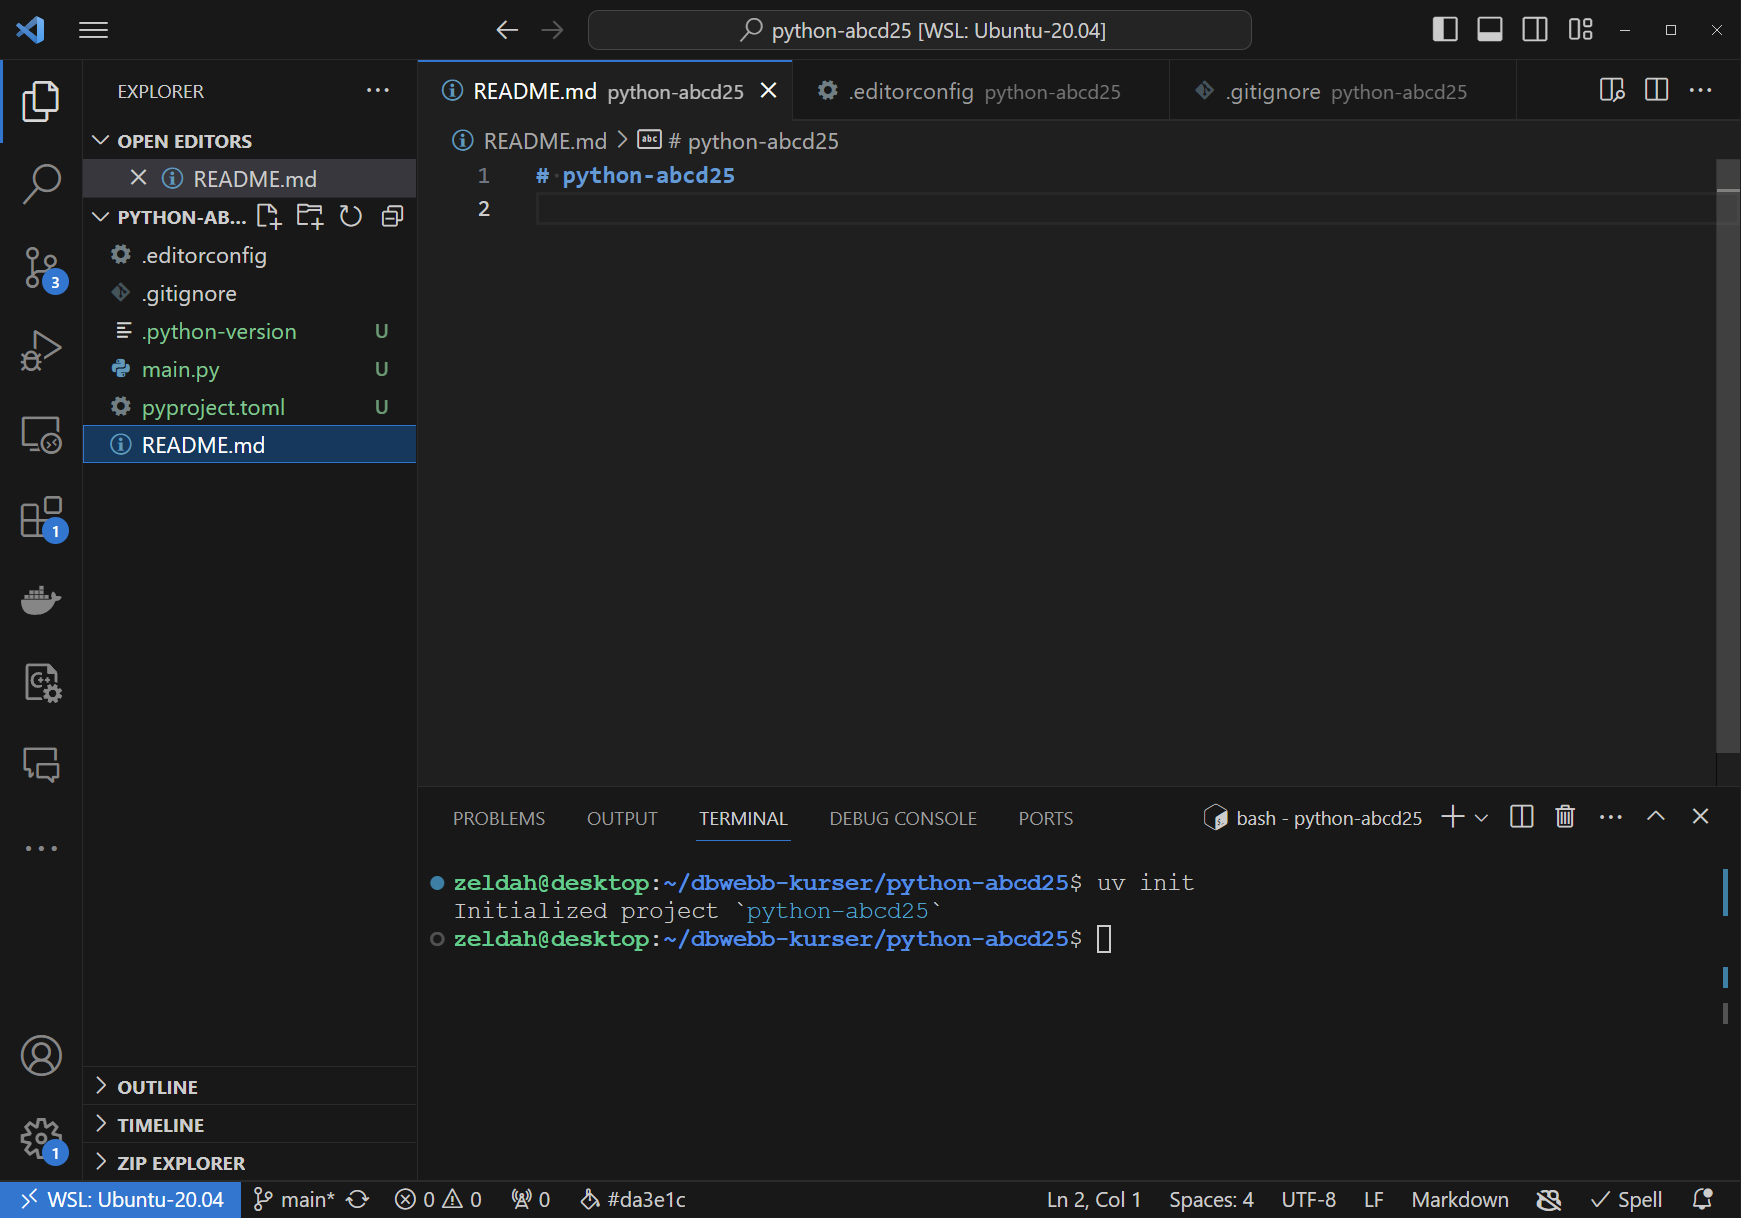 python-abcd25 [WSL: Ubuntu-20.04]
EXPLORER
OPEN EDITORS
README.md
PYTHON-AB...
.editorconfig
.gitignore
.python-version U
main.py U
pyproject.toml U
README.md
OUTLINE
TIMELINE
ZIP EXPLORER
3
1
1
README.md python-abcd25
.editorconfig python-abcd25
.gitignore python-abcd25
README.md > abc # python-abcd25
1 # python-abcd25
2
PROBLEMS OUTPUT TERMINAL DEBUG CONSOLE PORTS
bash - python-abcd25
zeldah@desktop:~/dbwebb-kurser/python-abcd25$ uv init
Initialized project `python-abcd25`
zeldah@desktop:~/dbwebb-kurser/python-abcd25$
WSL: Ubuntu-20.04 main* 0 0 0 #da3e1c Ln 2, Col 1 Spaces: 4 UTF-8 LF Markdown Spell